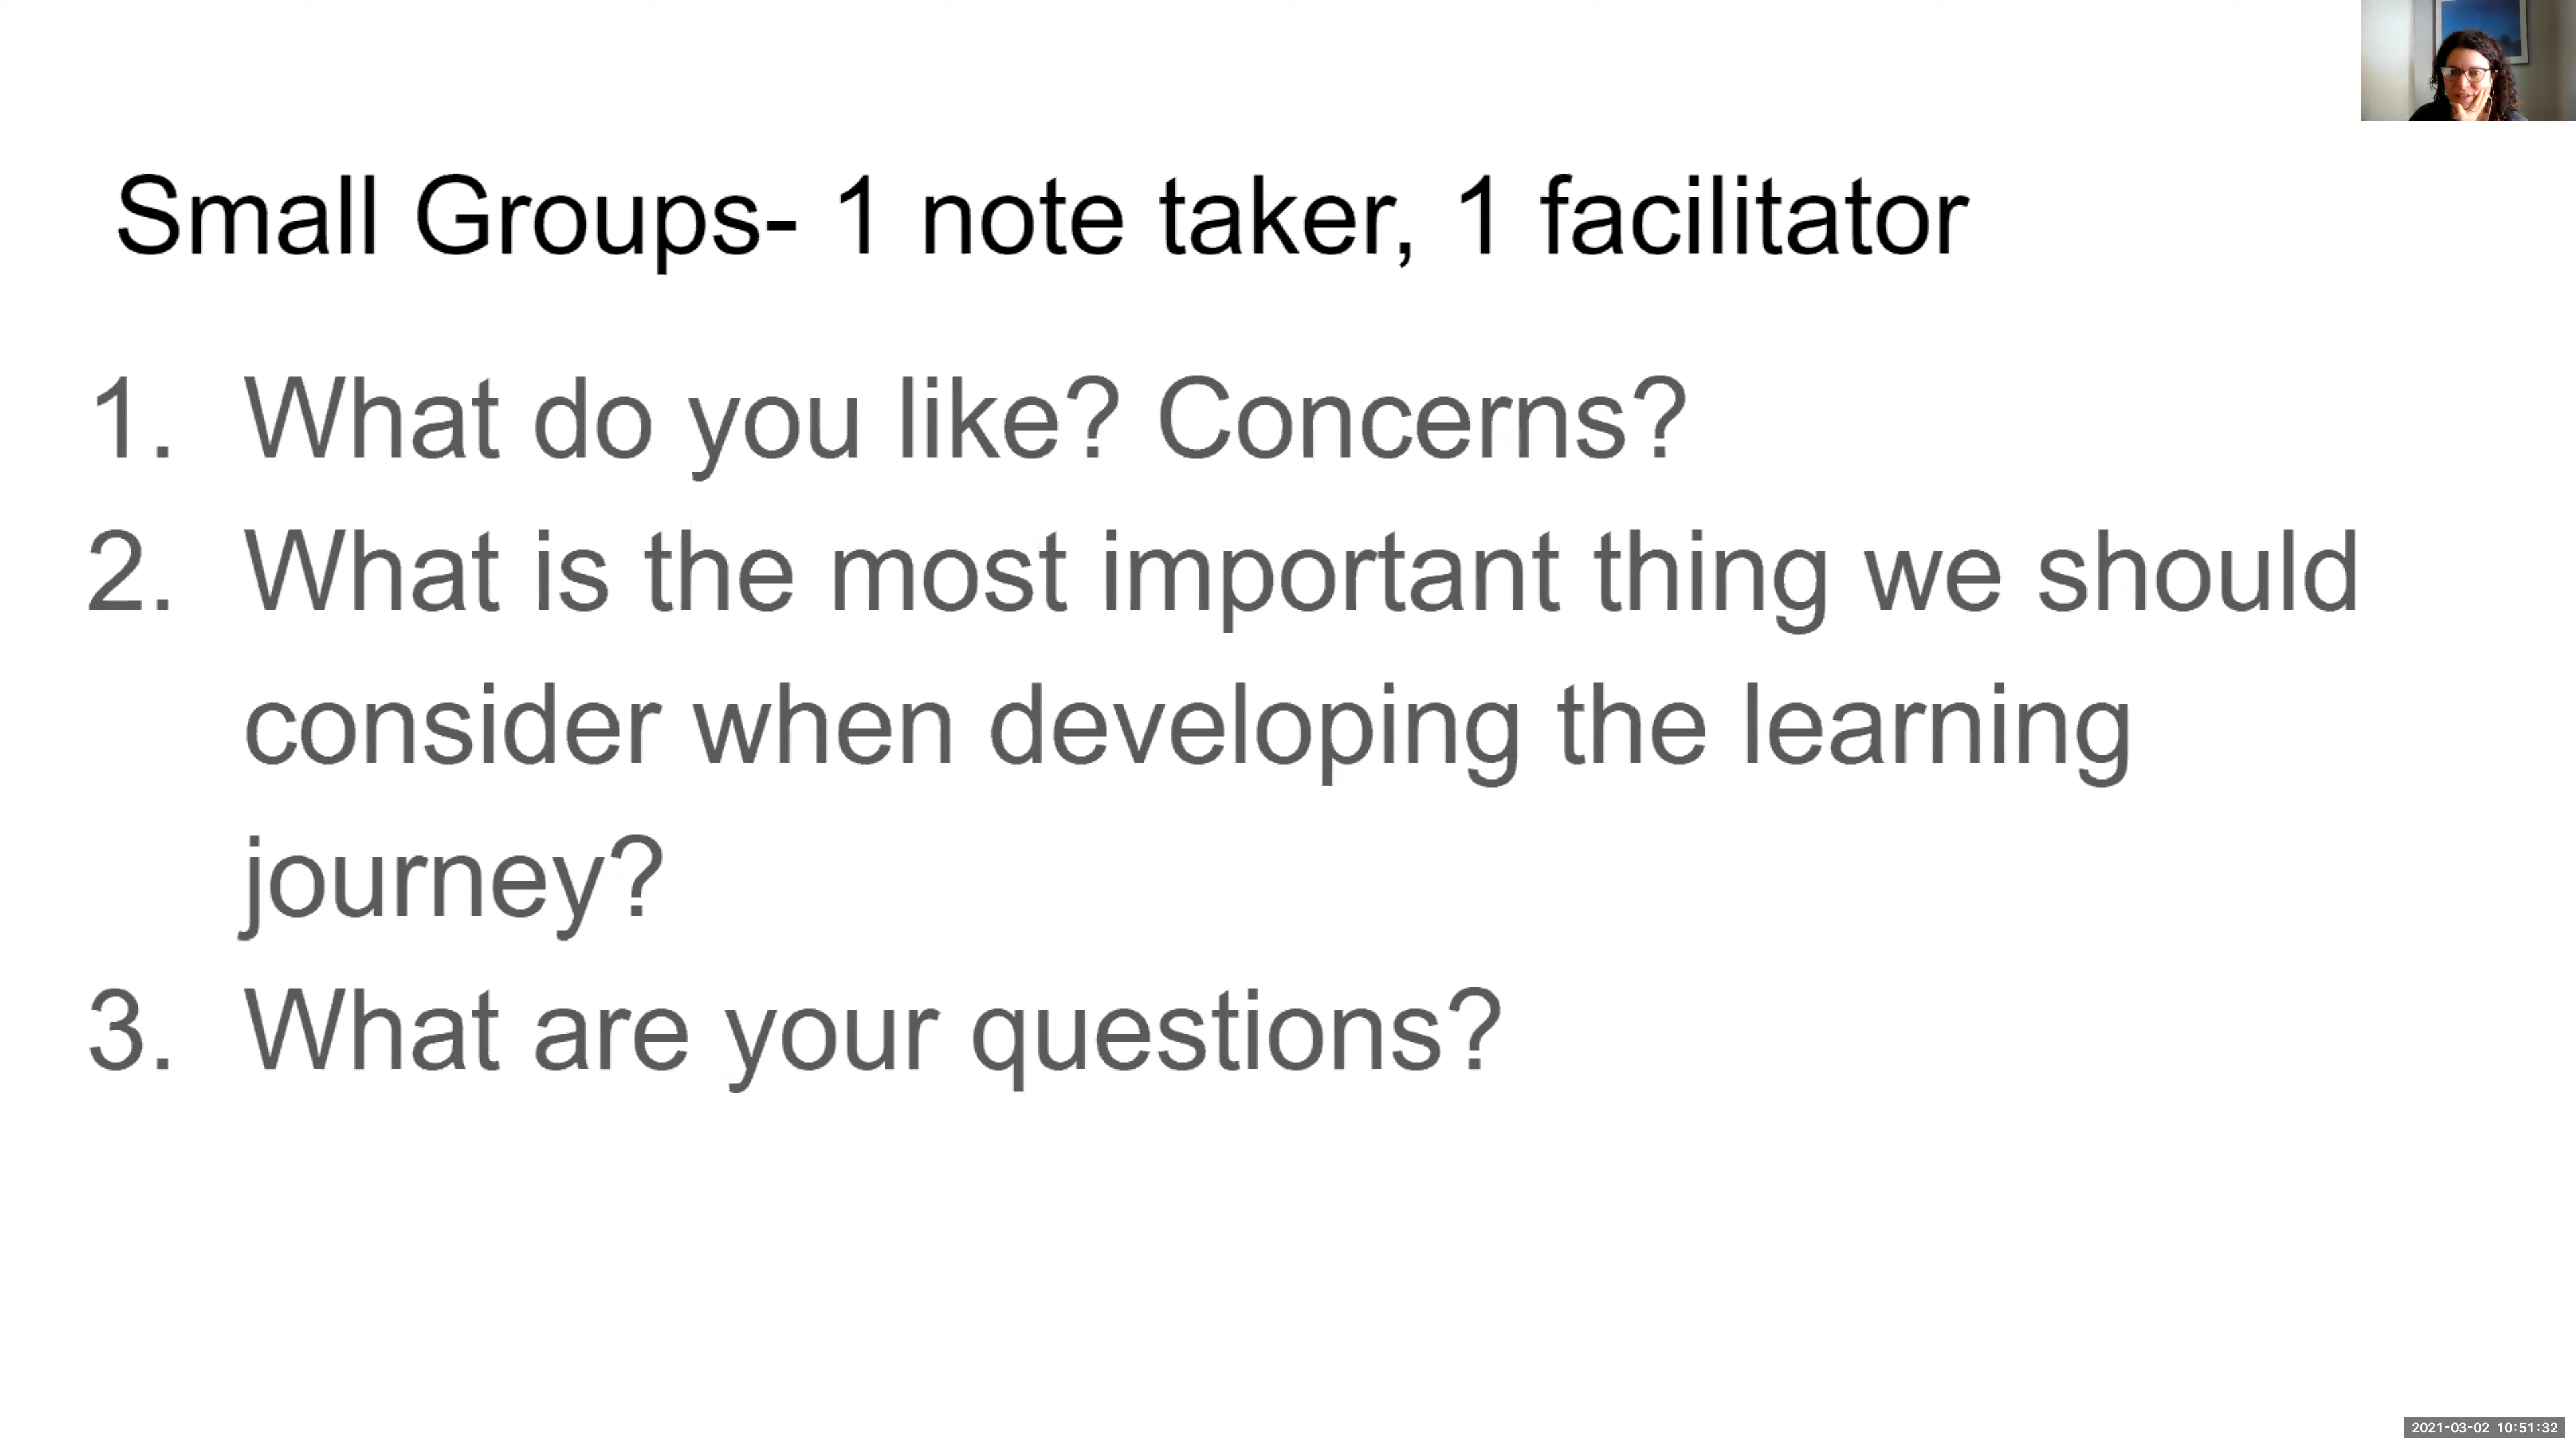 Small Groups- 1 note taker, 1 facilitator
1. What do you like? Concerns?
2. What is the most important thing we should
consider when developing the learning
journey?
3. What are your questions?
2021-03-02 10:51:32